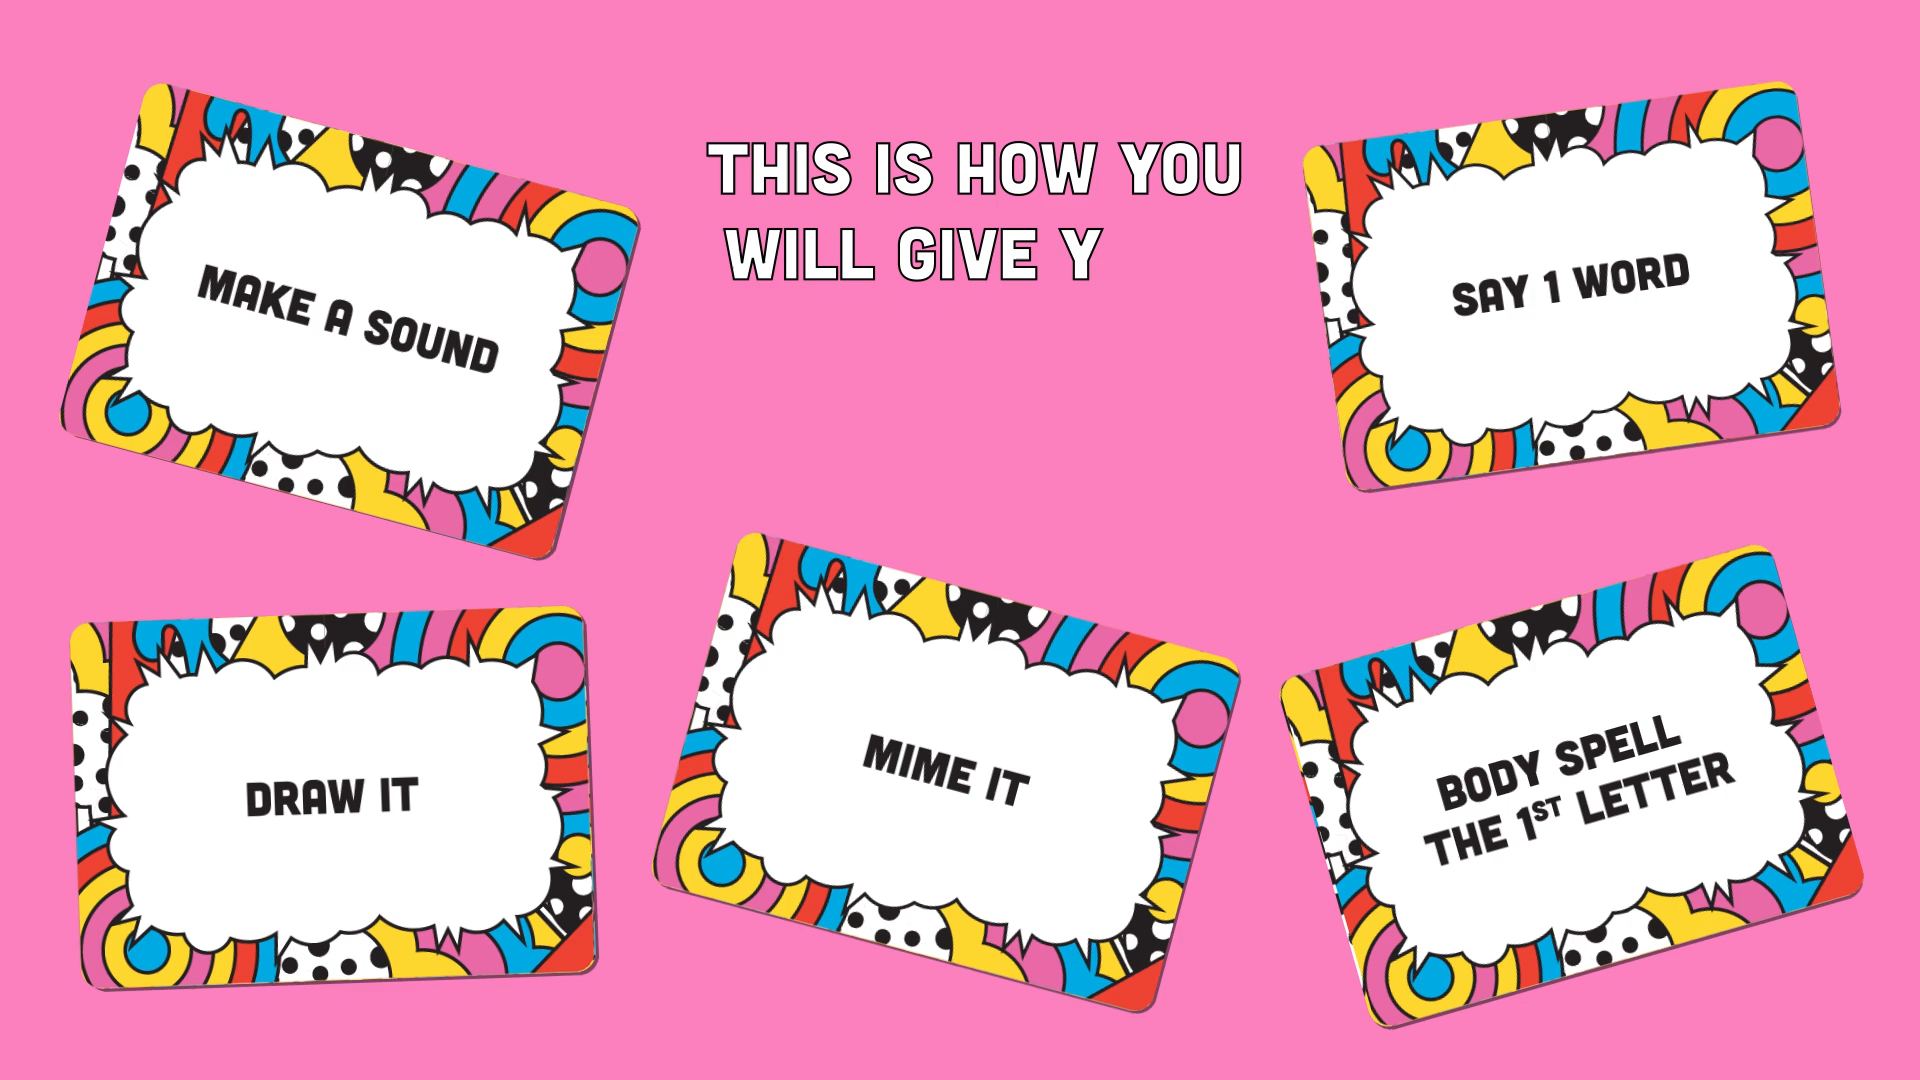 THIS IS HOW YOU
WILL GIVE Y
MAKE A SOUND
SAY 1 WORD
DRAW IT
MIME IT
BODY SPELL
THE 1ST LETTER